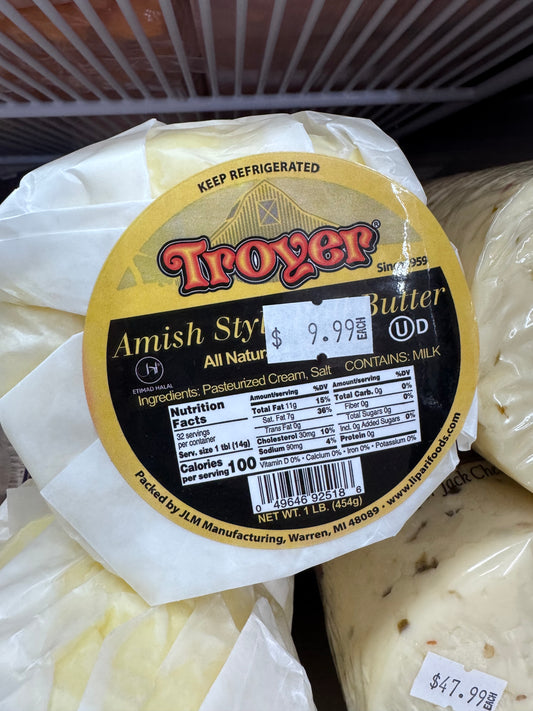 KEEP REFRIGERATED
Troyer®
Amish Butter
$ 9.99 EACH
All
UD
ETIMAD HALAL
CONTAINS: MILK
Ingredients: Pasteurized Cream, Salt
Nutrition
Facts
32 servings
per container
Serv. size 1 tbl (14g)
Calories
per serving 100
Amount/serving %DV
Total Fat 11g 15%
Sat. Fat 7g 36%
Trans Fat 0g
Cholesterol 30mg 10%
Sodium 90mg 4%
Amount/serving %DV
Total Carb. 0g 0%
Fiber 0g 0%
Total Sugars 0g
Incl. 0g Added Sugars 0%
Protein 0g
Vitamin D 0% • Calcium 0% • Iron 0% • Potassium 0%
0 49646 92518 6
NET WT. 1 LB. (454g)
Packed by JLM Manufacturing, Warren, MI 48089 • www.liparifoods.com
Jack
$47.99 EACH